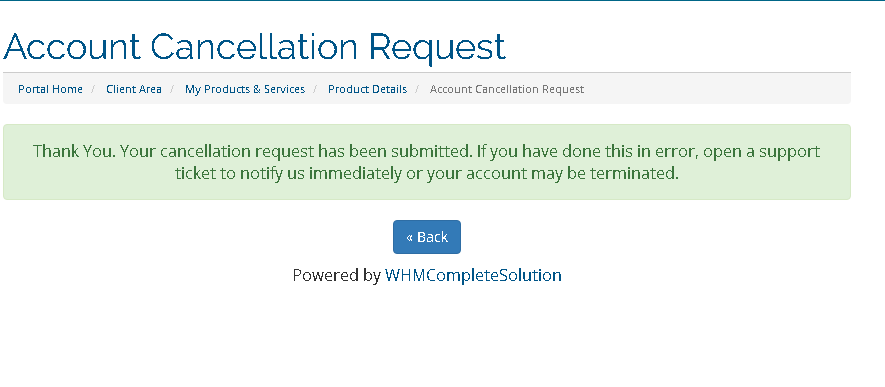 Account Cancellation Request
Portal Home / Client Area / My Products & Services / Product Details / Account Cancellation Request
Thank You. Your cancellation request has been submitted. If you have done this in error, open a support
ticket to notify us immediately or your account may be terminated.
« Back
Powered by WHMCompleteSolution